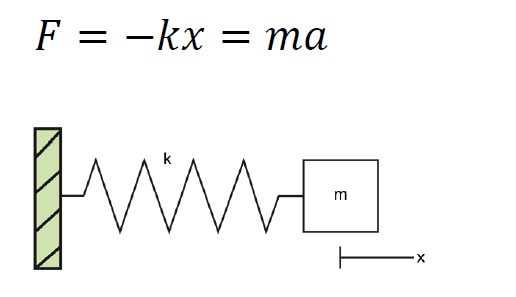 F = −kx = ma
k
m
x